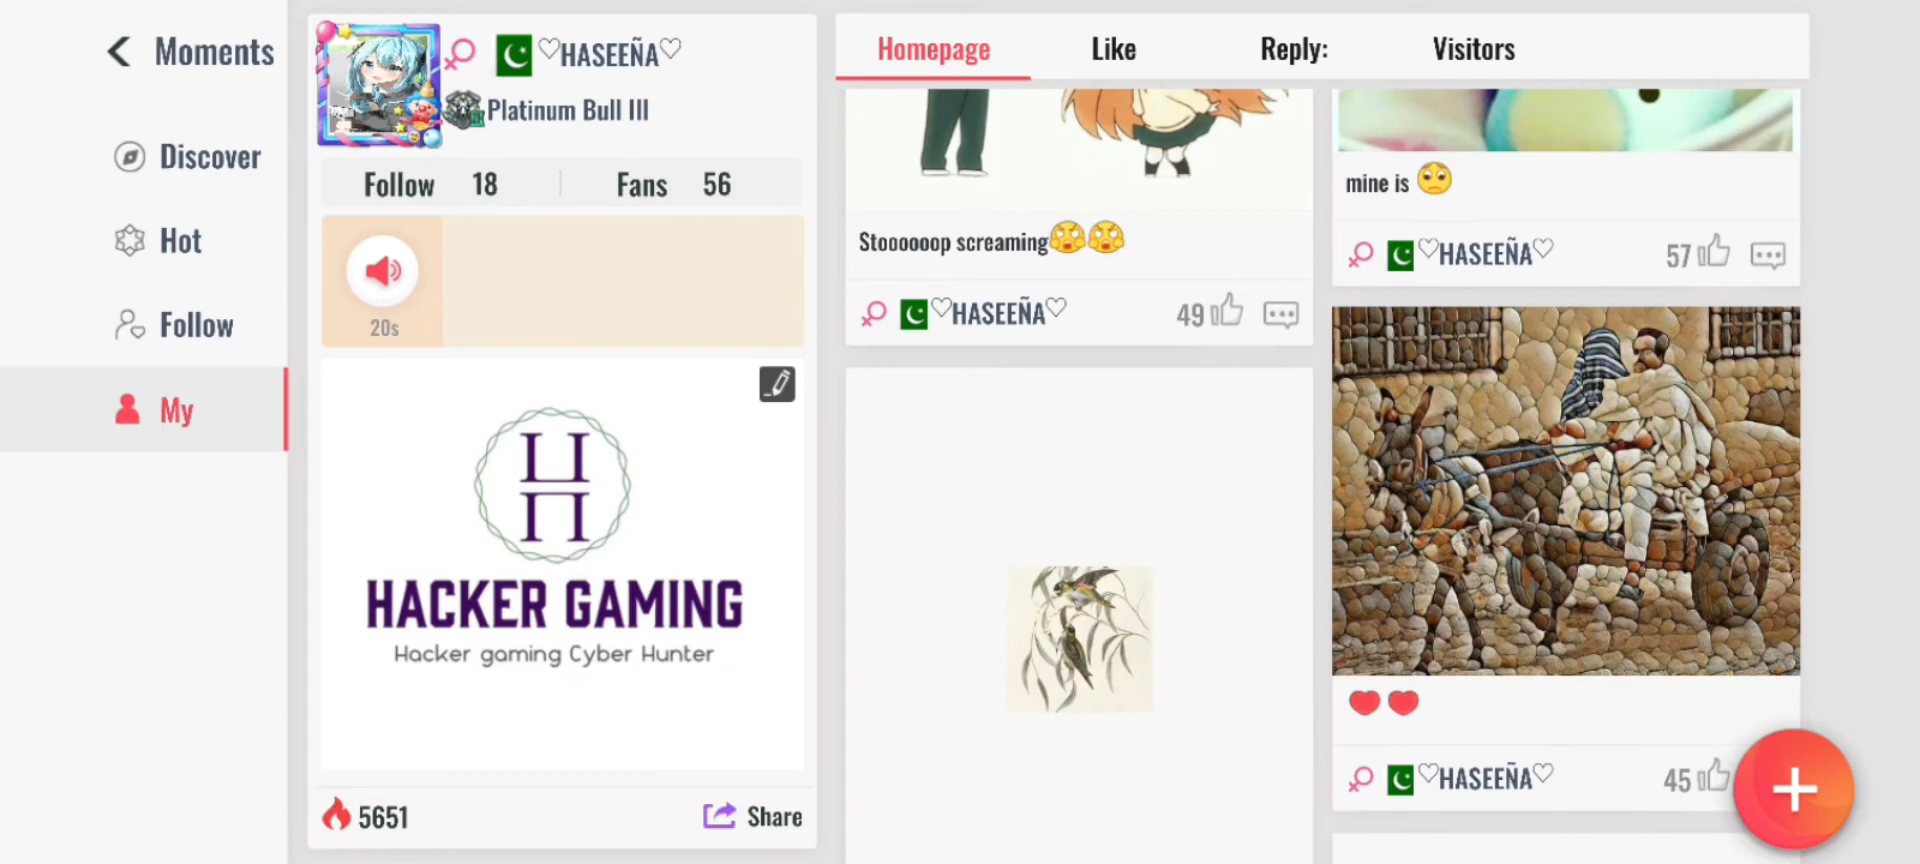 Moments
Discover
Hot
Follow
My
♡HASEEÑA♡
Platinum Bull III
Follow 18
Fans 56
20s
H
H
HACKER GAMING
Hacker gaming Cyber Hunter
5651
Share
Homepage
Like
Reply:
Visitors
Stoooooop screaming😱😱
♡HASEEÑA♡
49
mine is 😟
♡HASEEÑA♡
57
❤❤
♡HASEEÑA♡
45